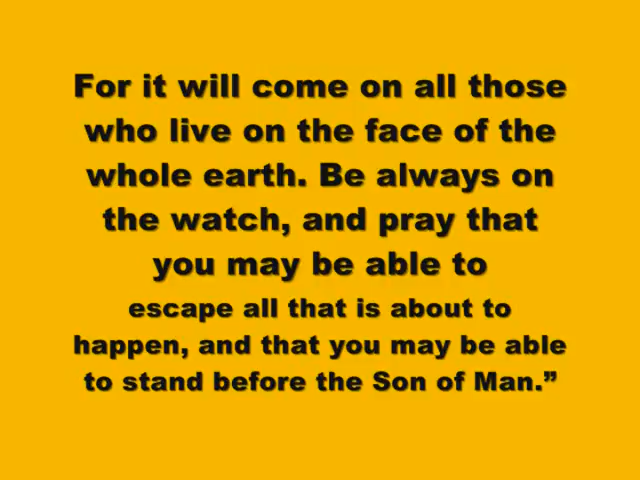 For it will come on all those
who live on the face of the
whole earth. Be always on
the watch, and pray that
you may be able to
escape all that is about to
happen, and that you may be able
to stand before the Son of Man.”